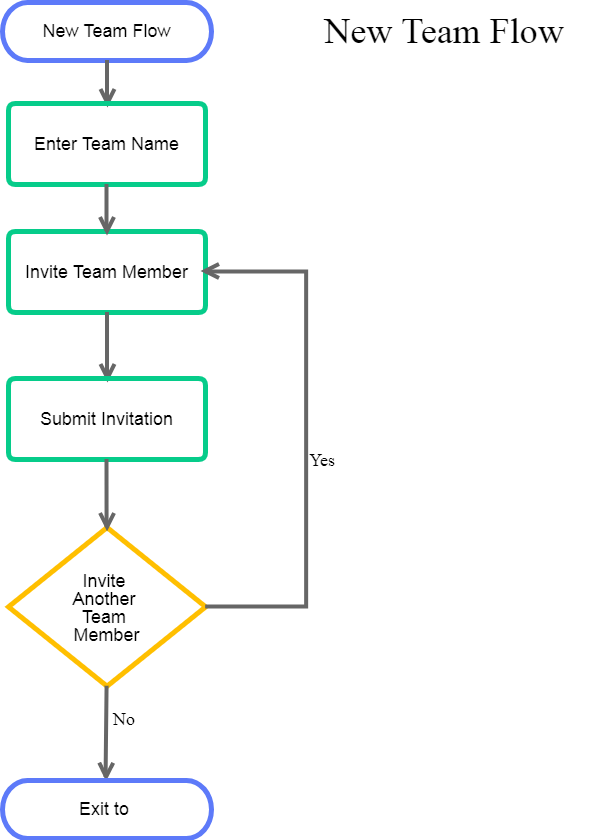 New Team Flow
New Team Flow
Enter Team Name
Invite Team Member
Submit Invitation
Yes
Invite
Another
Team
Member
No
Exit to